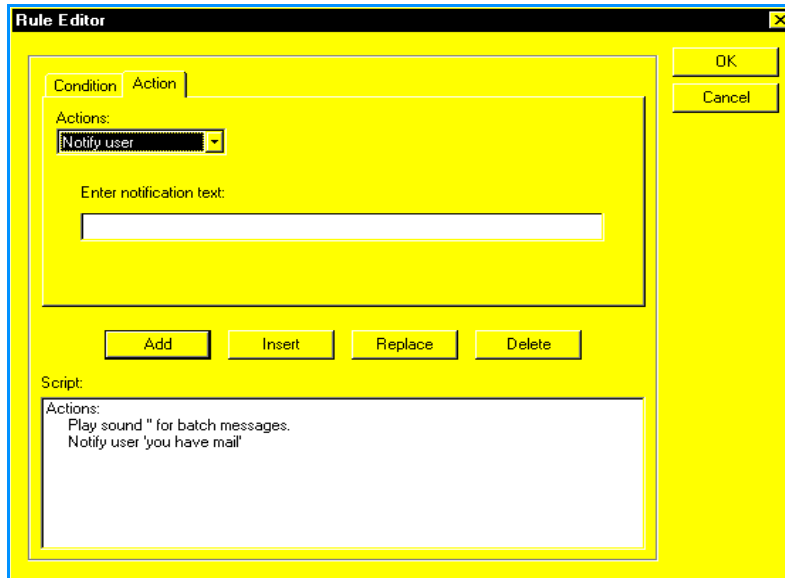 Rule Editor
OK
Cancel
Condition Action
Actions:
Notify user
Enter notification text:
Add Insert Replace Delete
Script:
Actions:
Play sound '' for batch messages.
Notify user 'you have mail'